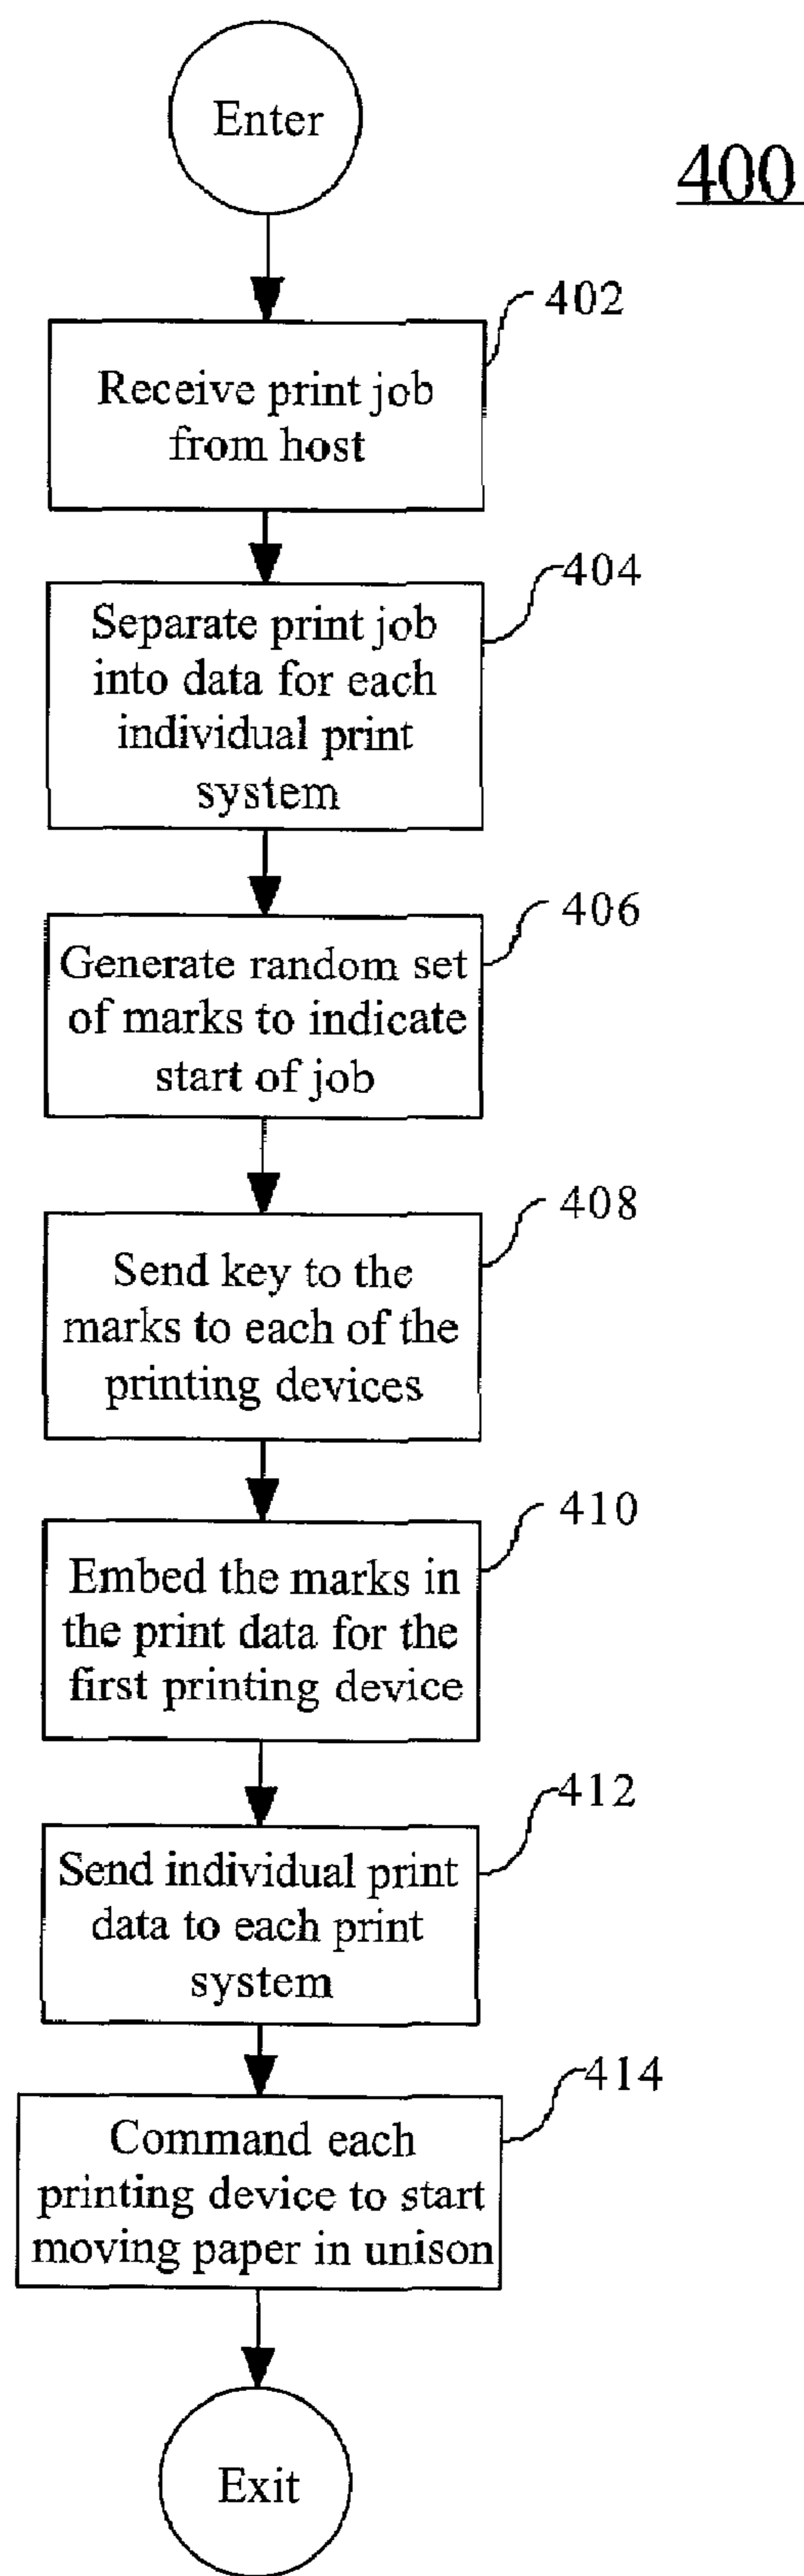 Enter
400
402
Receive print job
from host
404
Separate print job
into data for each
individual print
system
406
Generate random set
of marks to indicate
start of job
408
Send key to the
marks to each of the
printing devices
410
Embed the marks in
the print data for the
first printing device
412
Send individual print
data to each print
system
414
Command each
printing device to start
moving paper in unison
Exit